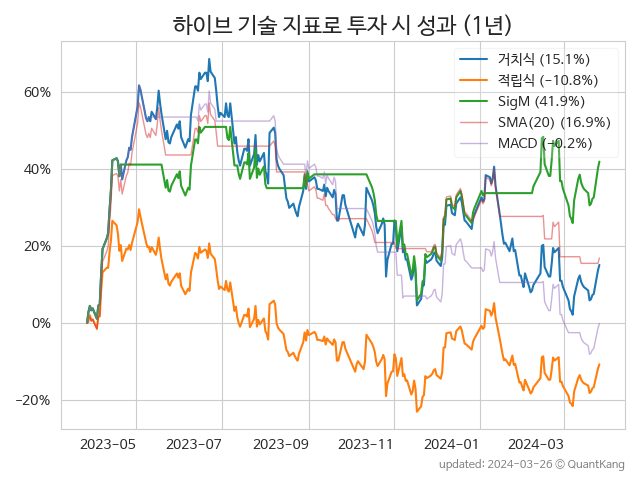 하이브 기술 지표로 투자 시 성과 (1년)
거치식 (15.1%)
적립식 (−10.8%)
SigM (41.9%)
SMA(20) (16.9%)
MACD (−0.2%)
60%
40%
20%
0%
−20%
2023-05 2023-07 2023-09 2023-11 2024-01 2024-03
updated: 2024-03-26 © QuantKang